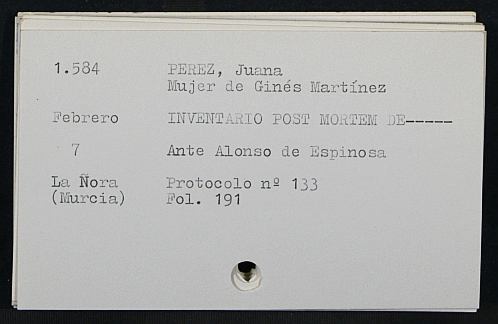 1.584 PEREZ, Juana
Mujer de Ginés Martínez
Febrero INVENTARIO POST MORTEM DE-----
7 Ante Alonso de Espinosa
La Ñora Protocolo nº 133
(Murcia) Fol. 191